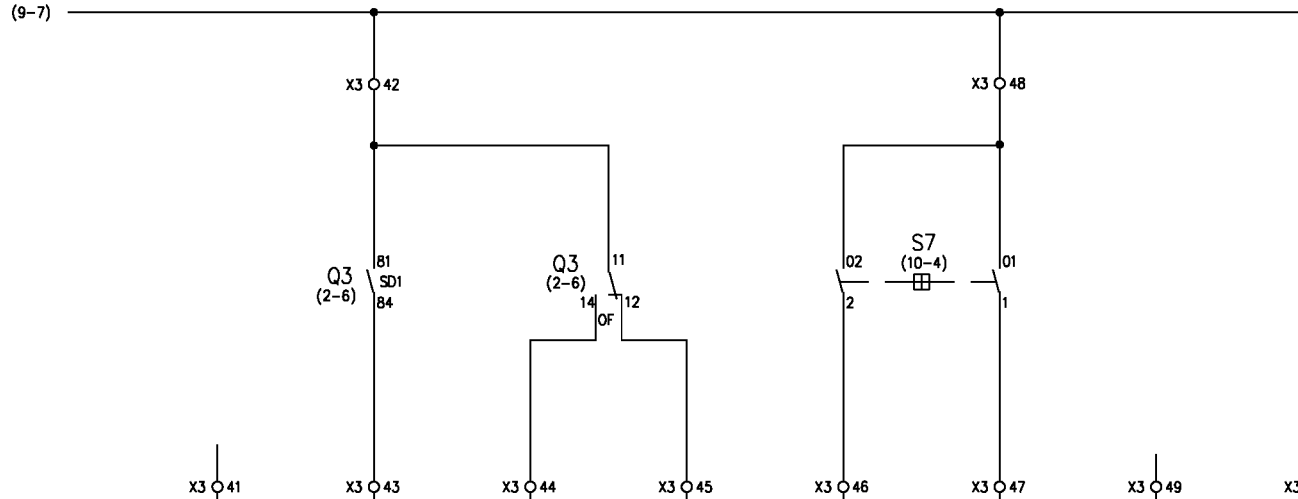 (9-7)
X3 42
X3 48
81
Q3
SD1
(2-6)
84
11
Q3
(2-6)
14
12
OF
02
S7
(10-4)
01
2
1
X3 41
X3 43
X3 44
X3 45
X3 46
X3 47
X3 49
X3